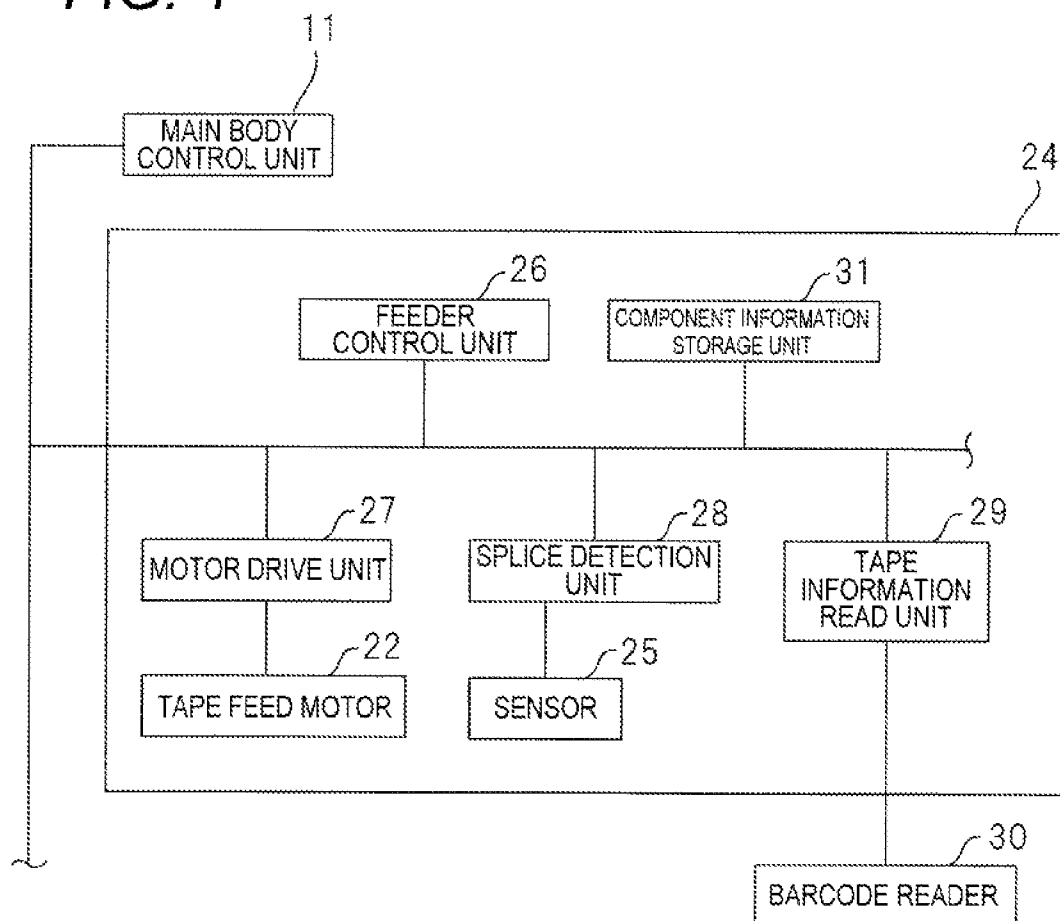 11
MAIN BODY
CONTROL UNIT
24
26
FEEDER
CONTROL UNIT
31
COMPONENT INFORMATION
STORAGE UNIT
27
MOTOR DRIVE UNIT
28
SPLICE DETECTION
UNIT
29
TAPE
INFORMATION
READ UNIT
22
TAPE FEED MOTOR
25
SENSOR
30
BARCODE READER